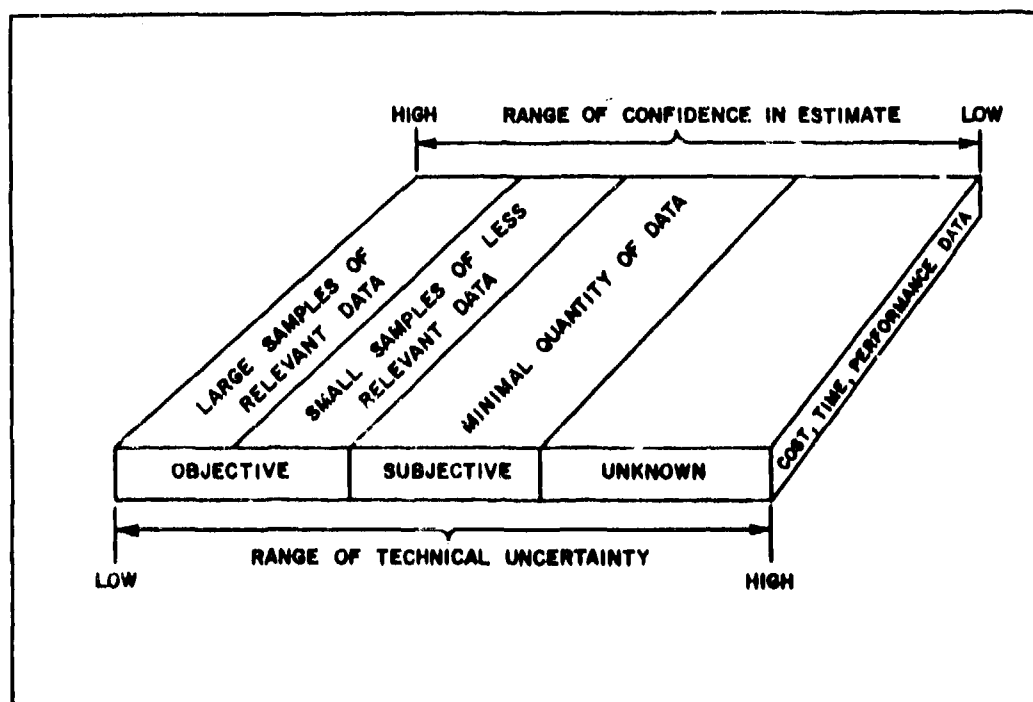 HIGH RANGE OF CONFIDENCE IN ESTIMATE LOW
LARGE SAMPLES OF
RELEVANT DATA
SMALL SAMPLES OF LESS
RELEVANT DATA
MINIMAL QUANTITY OF DATA
COST, TIME, PERFORMANCE DATA
OBJECTIVE SUBJECTIVE UNKNOWN
RANGE OF TECHNICAL UNCERTAINTY
LOW HIGH